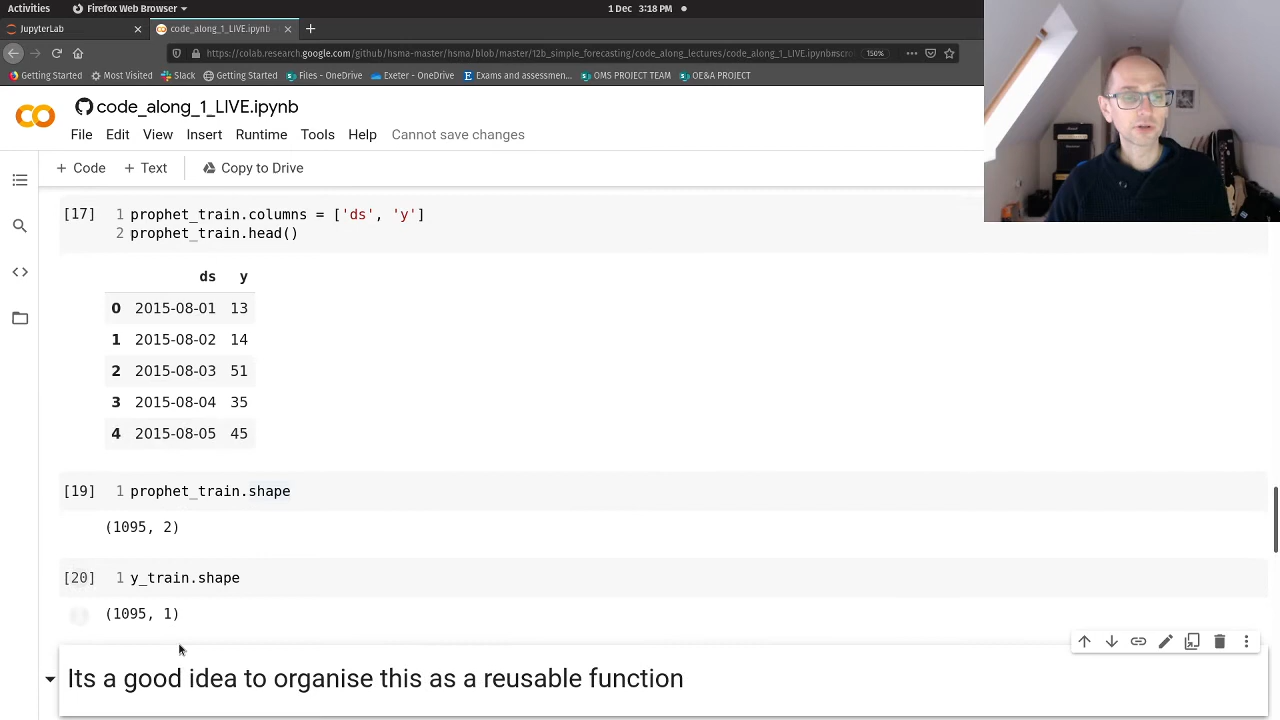 Activities Firefox Web Browser 1 Dec 3:18 PM
JupyterLab code_along_1_LIVE.ipynb
https://colab.research.google.com/github/hsma-master/hsma/blob/master/12b_simple_forecasting/code_along_lectures/code_along_1_LIVE.ipynb#scro 150%
Getting Started Most Visited Slack Getting Started Files - OneDrive Exeter - OneDrive Exams and assessmen... OMS PROJECT TEAM OE&A PROJECT
code_along_1_LIVE.ipynb
File Edit View Insert Runtime Tools Help Cannot save changes
+ Code + Text Copy to Drive
[17] 1 prophet_train.columns = ['ds', 'y']
2 prophet_train.head()
ds y
0 2015-08-01 13
1 2015-08-02 14
2 2015-08-03 51
3 2015-08-04 35
4 2015-08-05 45
[19] 1 prophet_train.shape
(1095, 2)
[20] 1 y_train.shape
(1095, 1)
Its a good idea to organise this as a reusable function